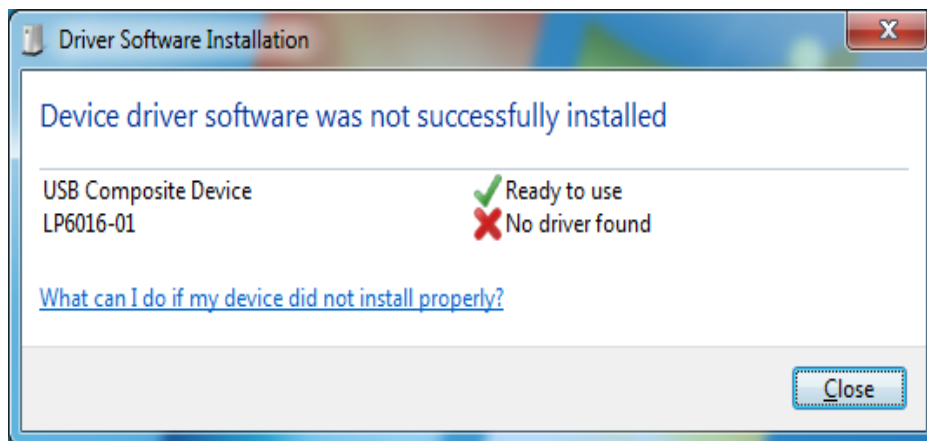 Driver Software Installation
Device driver software was not successfully installed
USB Composite Device Ready to use
LP6016-01 No driver found
What can I do if my device did not install properly?
Close